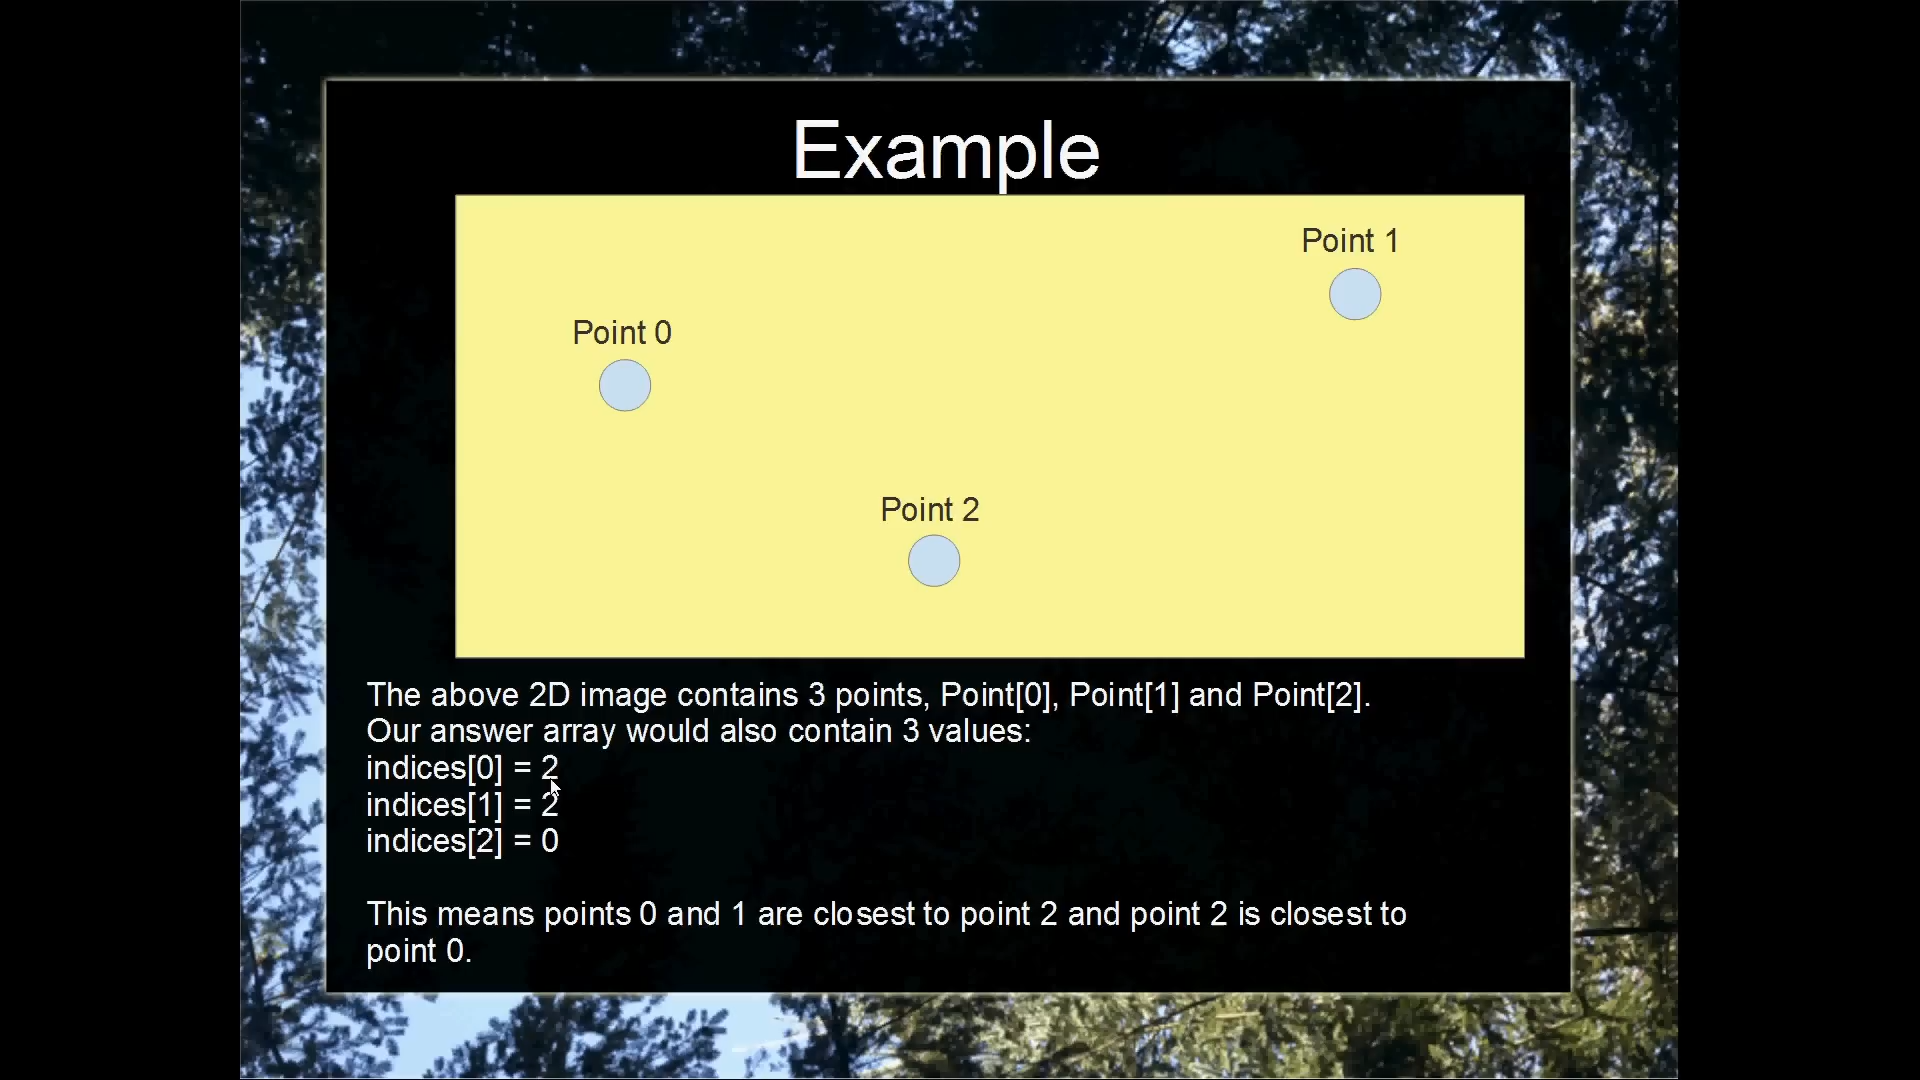 Example
Point 1
Point 0
Point 2
The above 2D image contains 3 points, Point[0], Point[1] and Point[2].
Our answer array would also contain 3 values:
indices[0] = 2
indices[1] = 2
indices[2] = 0
This means points 0 and 1 are closest to point 2 and point 2 is closest to
point 0.